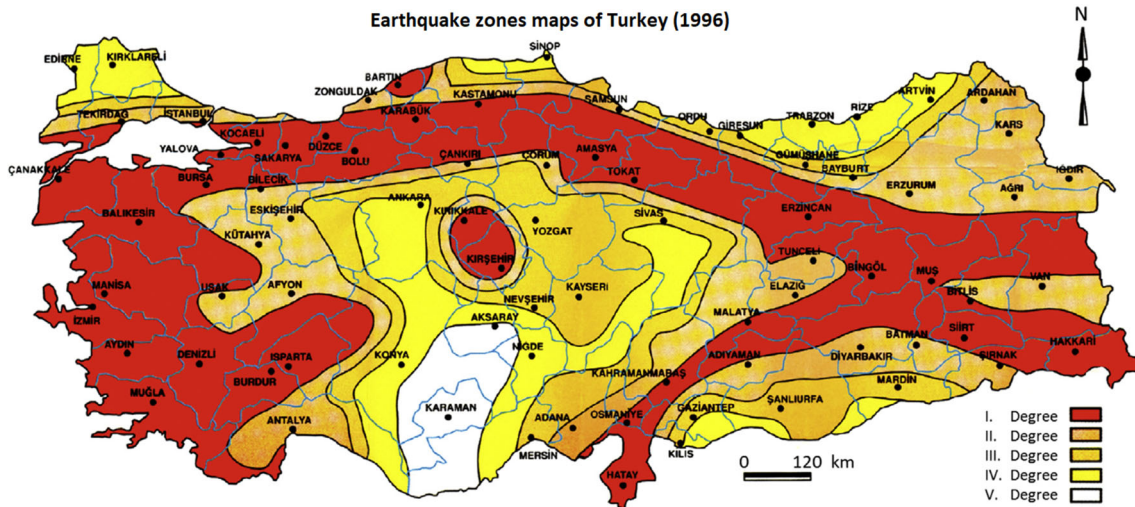 Earthquake zones maps of Turkey (1996)
N
SİNOP
EDİRNE
KIRKLARELİ
BARTIN
ZONGULDAK
KASTAMONU
ARTVİN
ARDAHAN
TEKİRDAG
İSTANBUL
KARABÜK
SAMSUN
ORDU
GİRESUN
TRABZON
RİZE
KARS
KOCAELİ
YALOVA
SAKARYA
DÜZCE
BOLU
ÇANKIRI
ÇORUM
AMASYA
TOKAT
GÜMÜŞHANE
BAYBURT
ÇANAKKALE
BURSA
BİLECİK
ERZURUM
AĞRI
IĞDIR
BALIKESİR
ESKİŞEHİR
ANKARA
KIRIKKALE
YOZGAT
SİVAS
ERZİNCAN
KÜTAHYA
KIRŞEHİR
TUNCELİ
BİNGÖL
MUŞ
VAN
MANİSA
UŞAK
AFYON
NEVŞEHİR
KAYSERİ
ELAZIĞ
BİTLİS
İZMİR
AKSARAY
MALATYA
AYDIN
DENİZLİ
ISPARTA
KONYA
NİĞDE
ADIYAMAN
DİYARBAKIR
BATMAN
SİİRT
ŞIRNAK
HAKKARİ
BURDUR
KAHRAMANMARAŞ
MARDİN
MUĞLA
KARAMAN
ADANA
OSMANİYE
GAZİANTEP
ŞANLIURFA
ANTALYA
MERSİN
KİLİS
HATAY
0 120 km
I. Degree
II. Degree
III. Degree
IV. Degree
V. Degree